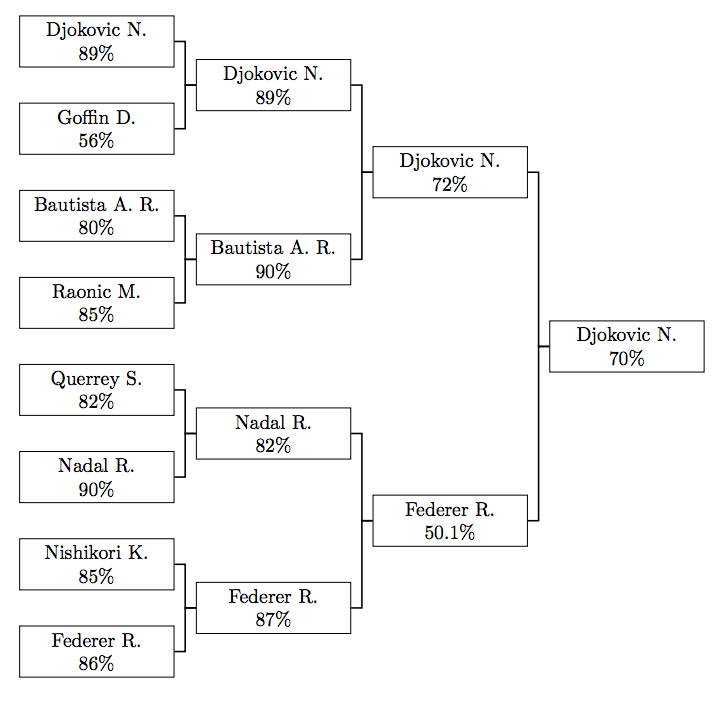 Djokovic N.
89%
Goffin D.
56%
Bautista A. R.
80%
Raonic M.
85%
Querrey S.
82%
Nadal R.
90%
Nishikori K.
85%
Federer R.
86%
Djokovic N.
89%
Bautista A. R.
90%
Nadal R.
82%
Federer R.
87%
Djokovic N.
72%
Federer R.
50.1%
Djokovic N.
70%